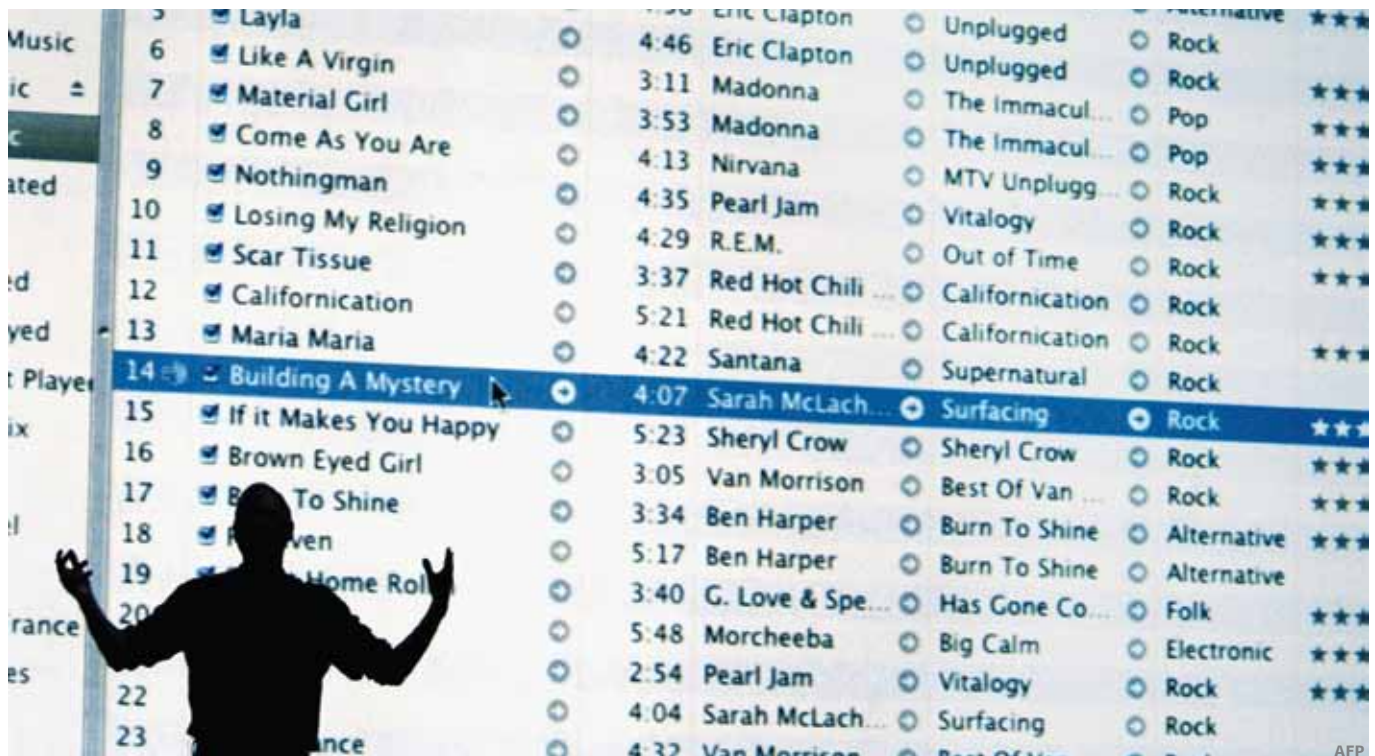 Alternative
Eric Clapton Unplugged Rock
5 Layla 4:46 Eric Clapton Unplugged Rock
6 Like A Virgin 3:11 Madonna The Immacul... Pop
7 Material Girl 3:53 Madonna The Immacul... Pop
8 Come As You Are 4:13 Nirvana MTV Unplugg... Rock
9 Nothingman 4:35 Pearl Jam Vitalogy Rock
10 Losing My Religion 4:29 R.E.M. Out of Time Rock
11 Scar Tissue 3:37 Red Hot Chili ... Californication Rock
12 Californication 5:21 Red Hot Chili ... Californication Rock
13 Maria Maria 4:22 Santana Supernatural Rock
14 Building A Mystery 4:07 Sarah McLach... Surfacing Rock
15 If it Makes You Happy 5:23 Sheryl Crow Sheryl Crow Rock
16 Brown Eyed Girl 3:05 Van Morrison Best Of Van ... Rock
17 To Shine 3:34 Ben Harper Burn To Shine Alternative
18 5:17 Ben Harper Burn To Shine Alternative
19 Home 3:40 G. Love & Spe... Has Gone Co... Folk
20 5:48 Morcheeba Big Calm Electronic
2:54 Pearl Jam Vitalogy Rock
22 4:04 Sarah McLach... Surfacing Rock
23 4:32 Van Morrison
Music
AFP